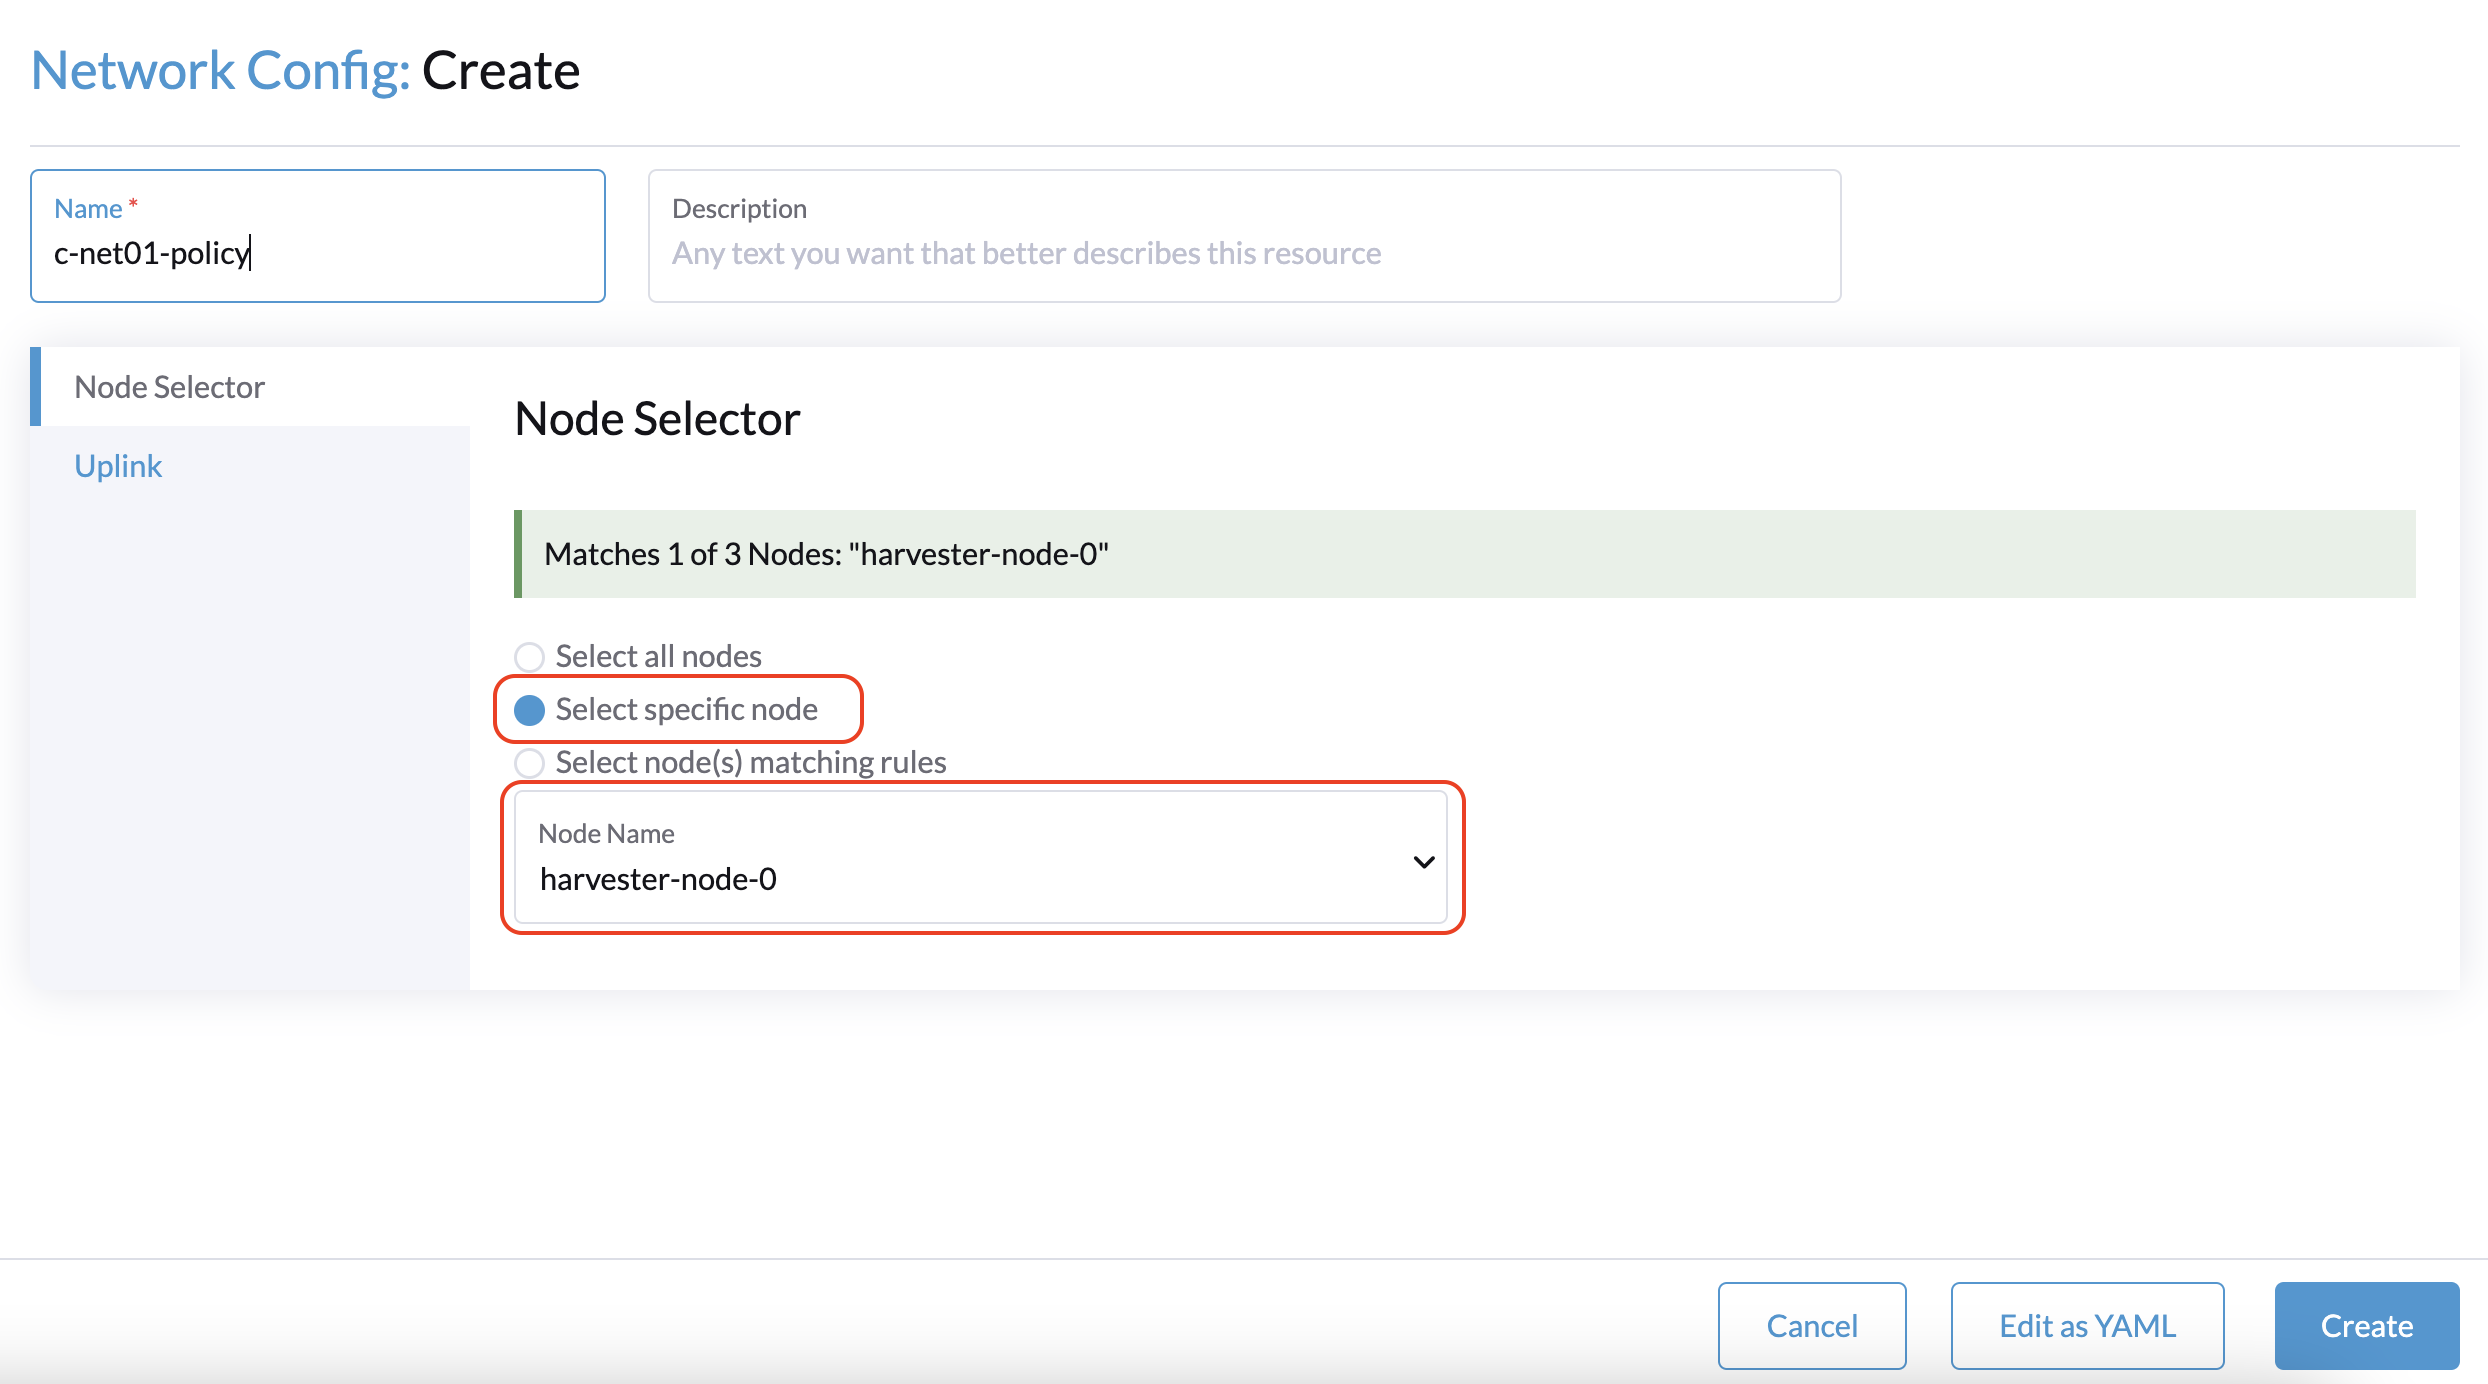 Network Config: Create
Name *
c-net01-policy
Description
Any text you want that better describes this resource
Node Selector
Uplink
Node Selector
Matches 1 of 3 Nodes: "harvester-node-0"
Select all nodes
Select specific node
Select node(s) matching rules
Node Name
harvester-node-0
Cancel
Edit as YAML
Create